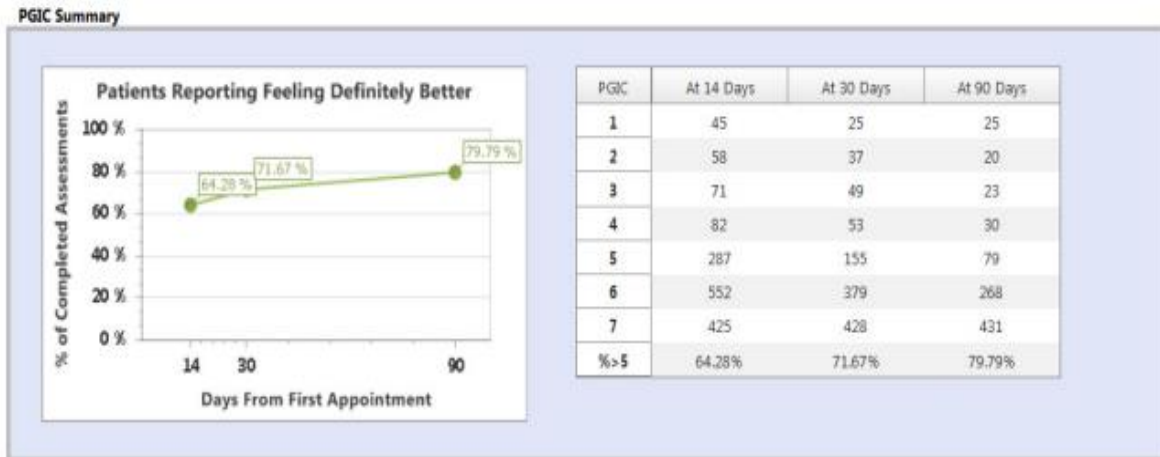 PGIC Summary
Patients Reporting Feeling Definitely Better
% of Completed Assessments
100 %
80 %
60 %
40 %
20 %
0 %
64.28 %
71.67 %
79.79 %
14 30 90
Days From First Appointment
PGIC At 14 Days At 30 Days At 90 Days
1 45 25 25
2 58 37 20
3 71 49 23
4 82 53 30
5 287 155 79
6 552 379 268
7 425 428 431
%>5 64.28% 71.67% 79.79%